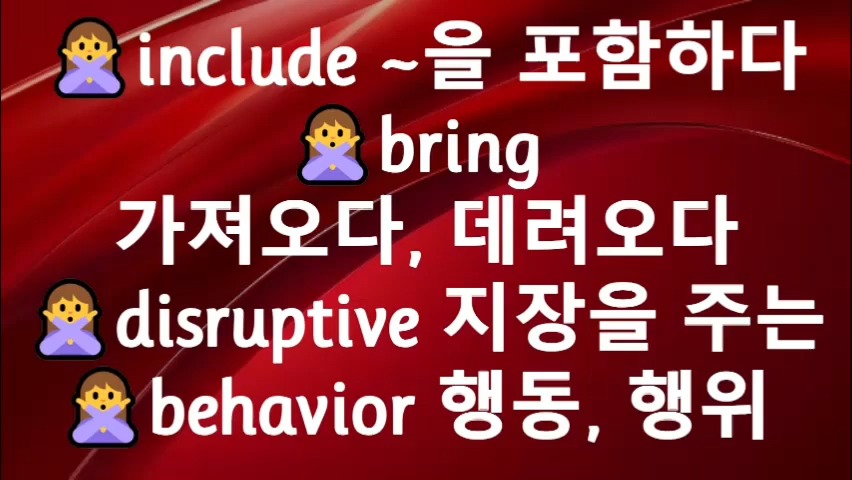 🙅include ~을 포함하다
🙅bring
가져오다, 데려오다
🙅disruptive 지장을 주는
🙅behavior 행동, 행위